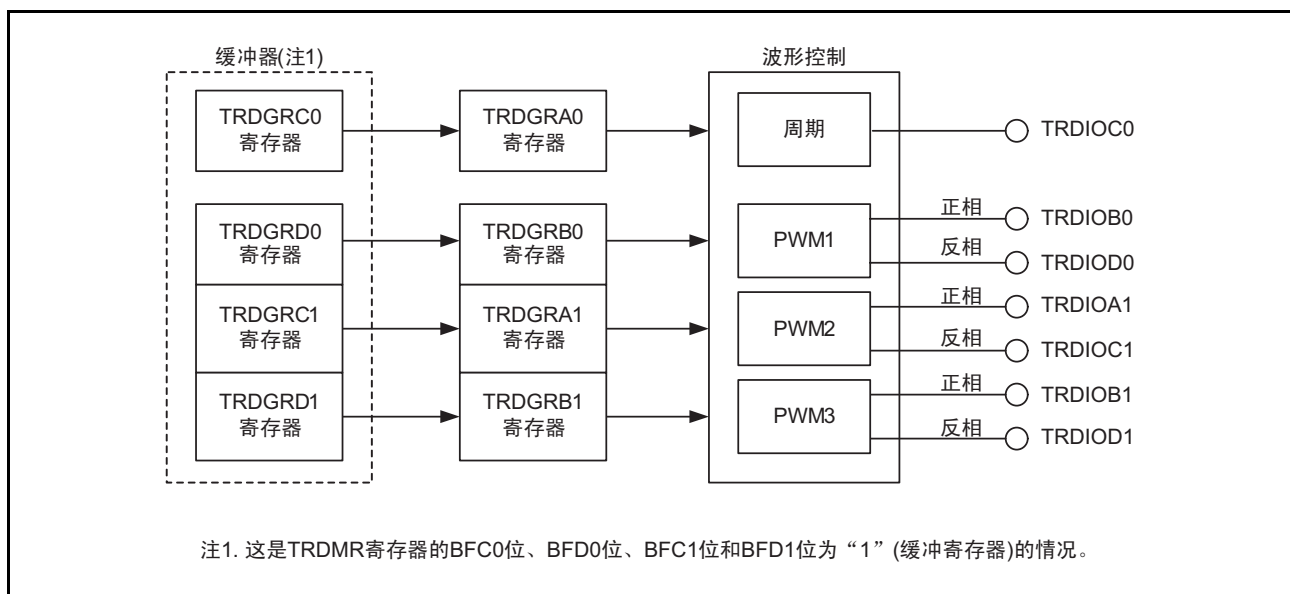 缓冲器(注1)
波形控制
TRDGRC0
寄存器
TRDGRA0
寄存器
周期
TRDIOC0
TRDGRD0
寄存器
TRDGRB0
寄存器
PWM1
正相
TRDIOB0
反相
TRDIOD0
TRDGRC1
寄存器
TRDGRA1
寄存器
PWM2
正相
TRDIOA1
反相
TRDIOC1
TRDGRD1
寄存器
TRDGRB1
寄存器
PWM3
正相
TRDIOB1
反相
TRDIOD1
注1. 这是TRDMR寄存器的BFC0位、BFD0位、BFC1位和BFD1位为“1”(缓冲寄存器)的情况。